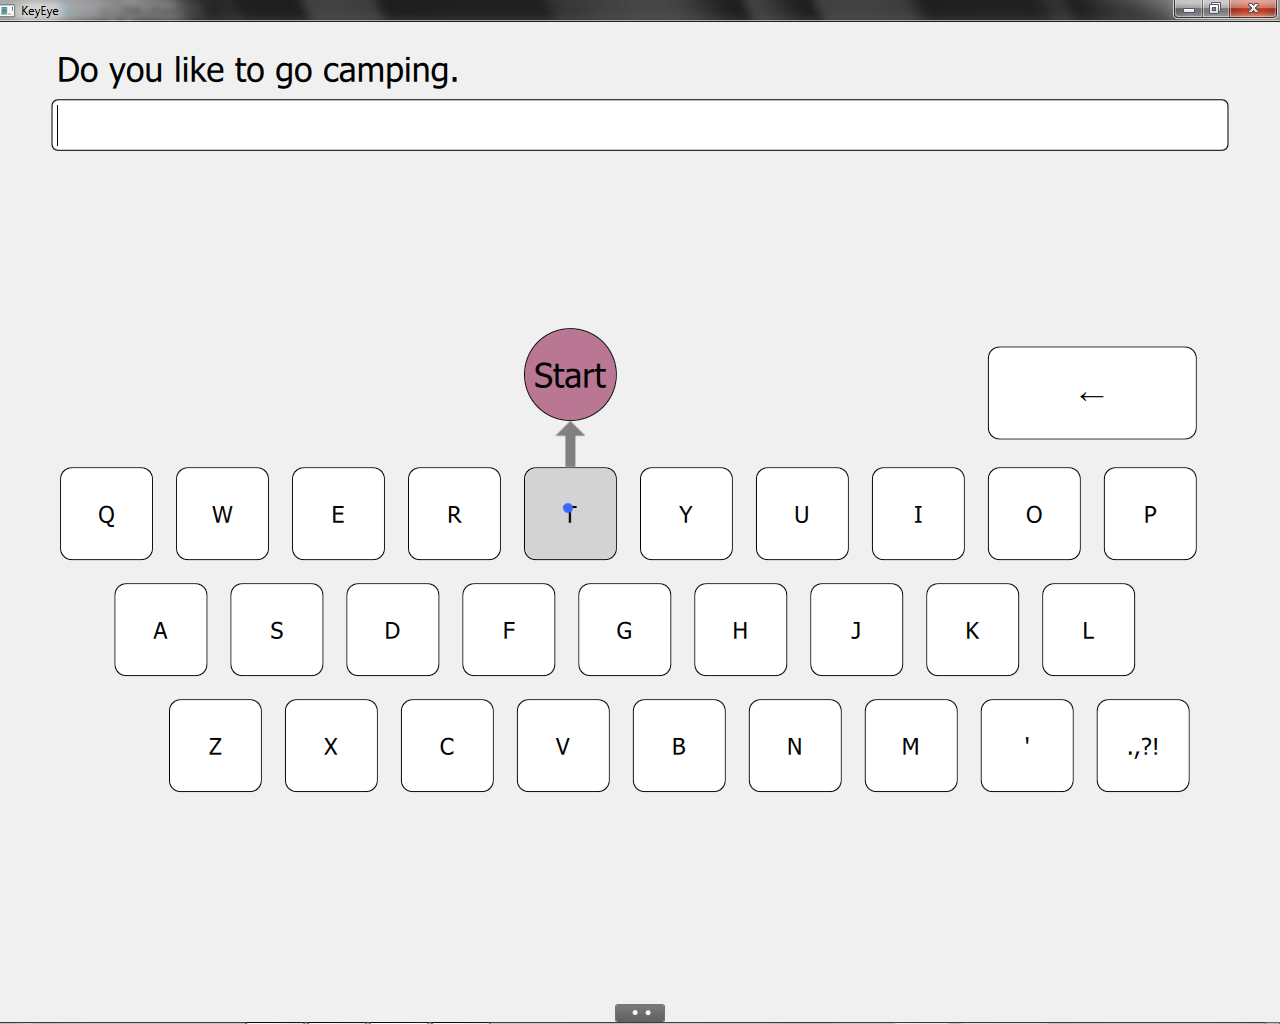 KeyEye
Do you like to go camping.
Start
←
Q W E R T Y U I O P
A S D F G H J K L
Z X C V B N M ' .,?!